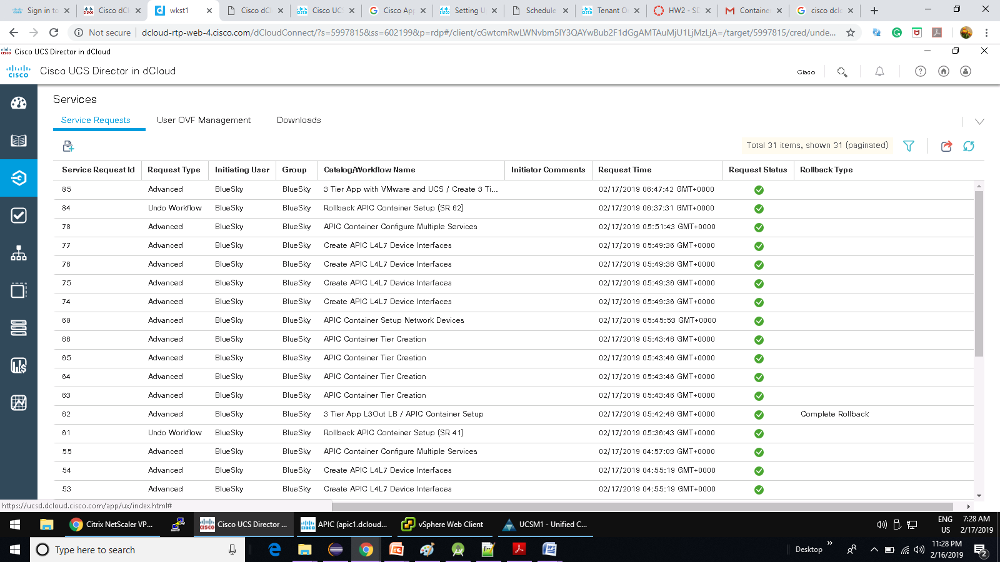 Sign in to
Cisco dCl
wkst1
Cisco dCl
Cisco UCS
Cisco App
Setting U
Schedule
Tenant O
HW2 - SD
Container
cisco dclo
Not secure
dcloud-rtp-web-4.cisco.com/dCloudConnect/?s=5997815&ss=602199&p=rdp#/client/cGwtcmRwLWNvbm5lY3QAYwBub2F1dGgAMTAuMjU1LjMzLjA=/target/5997815/cred/unde...
Cisco UCS Director in dCloud
cisco
Cisco UCS Director in dCloud
Cisco
Services
Service Requests
User OVF Management
Downloads
Total 31 items, shown 31 (paginated)
Service Request Id Request Type Initiating User Group Catalog/Workflow Name Initiator Comments Request Time Request Status Rollback Type
85 Advanced BlueSky BlueSky 3 Tier App with VMware and UCS / Create 3 Ti... 02/17/2019 06:47:42 GMT+0000
84 Undo Workflow BlueSky BlueSky Rollback APIC Container Setup (SR 62) 02/17/2019 06:37:31 GMT+0000
78 Advanced BlueSky BlueSky APIC Container Configure Multiple Services 02/17/2019 05:51:43 GMT+0000
77 Advanced BlueSky BlueSky Create APIC L4L7 Device Interfaces 02/17/2019 05:49:36 GMT+0000
76 Advanced BlueSky BlueSky Create APIC L4L7 Device Interfaces 02/17/2019 05:49:36 GMT+0000
75 Advanced BlueSky BlueSky Create APIC L4L7 Device Interfaces 02/17/2019 05:49:36 GMT+0000
74 Advanced BlueSky BlueSky Create APIC L4L7 Device Interfaces 02/17/2019 05:49:36 GMT+0000
68 Advanced BlueSky BlueSky APIC Container Setup Network Devices 02/17/2019 05:45:53 GMT+0000
66 Advanced BlueSky BlueSky APIC Container Tier Creation 02/17/2019 05:43:46 GMT+0000
65 Advanced BlueSky BlueSky APIC Container Tier Creation 02/17/2019 05:43:46 GMT+0000
64 Advanced BlueSky BlueSky APIC Container Tier Creation 02/17/2019 05:43:46 GMT+0000
63 Advanced BlueSky BlueSky APIC Container Tier Creation 02/17/2019 05:43:46 GMT+0000
62 Advanced BlueSky BlueSky 3 Tier App L3Out LB / APIC Container Setup 02/17/2019 05:42:46 GMT+0000 Complete Rollback
61 Undo Workflow BlueSky BlueSky Rollback APIC Container Setup (SR 41) 02/17/2019 05:36:43 GMT+0000
55 Advanced BlueSky BlueSky APIC Container Configure Multiple Services 02/17/2019 04:57:03 GMT+0000
54 Advanced BlueSky BlueSky Create APIC L4L7 Device Interfaces 02/17/2019 04:55:19 GMT+0000
53 Advanced BlueSky BlueSky Create APIC L4L7 Device Interfaces 02/17/2019 04:55:19 GMT+0000
https://ucsd.dcloud.cisco.com/app/ux/index.html#
Citrix NetScaler VP...
Cisco UCS Director ...
APIC (apic1.dcloud...
vSphere Web Client
UCSM1 - Unified C...
ENG
US
7:28 AM
2/17/2019
Type here to search
Desktop
11:28 PM
2/16/2019
2